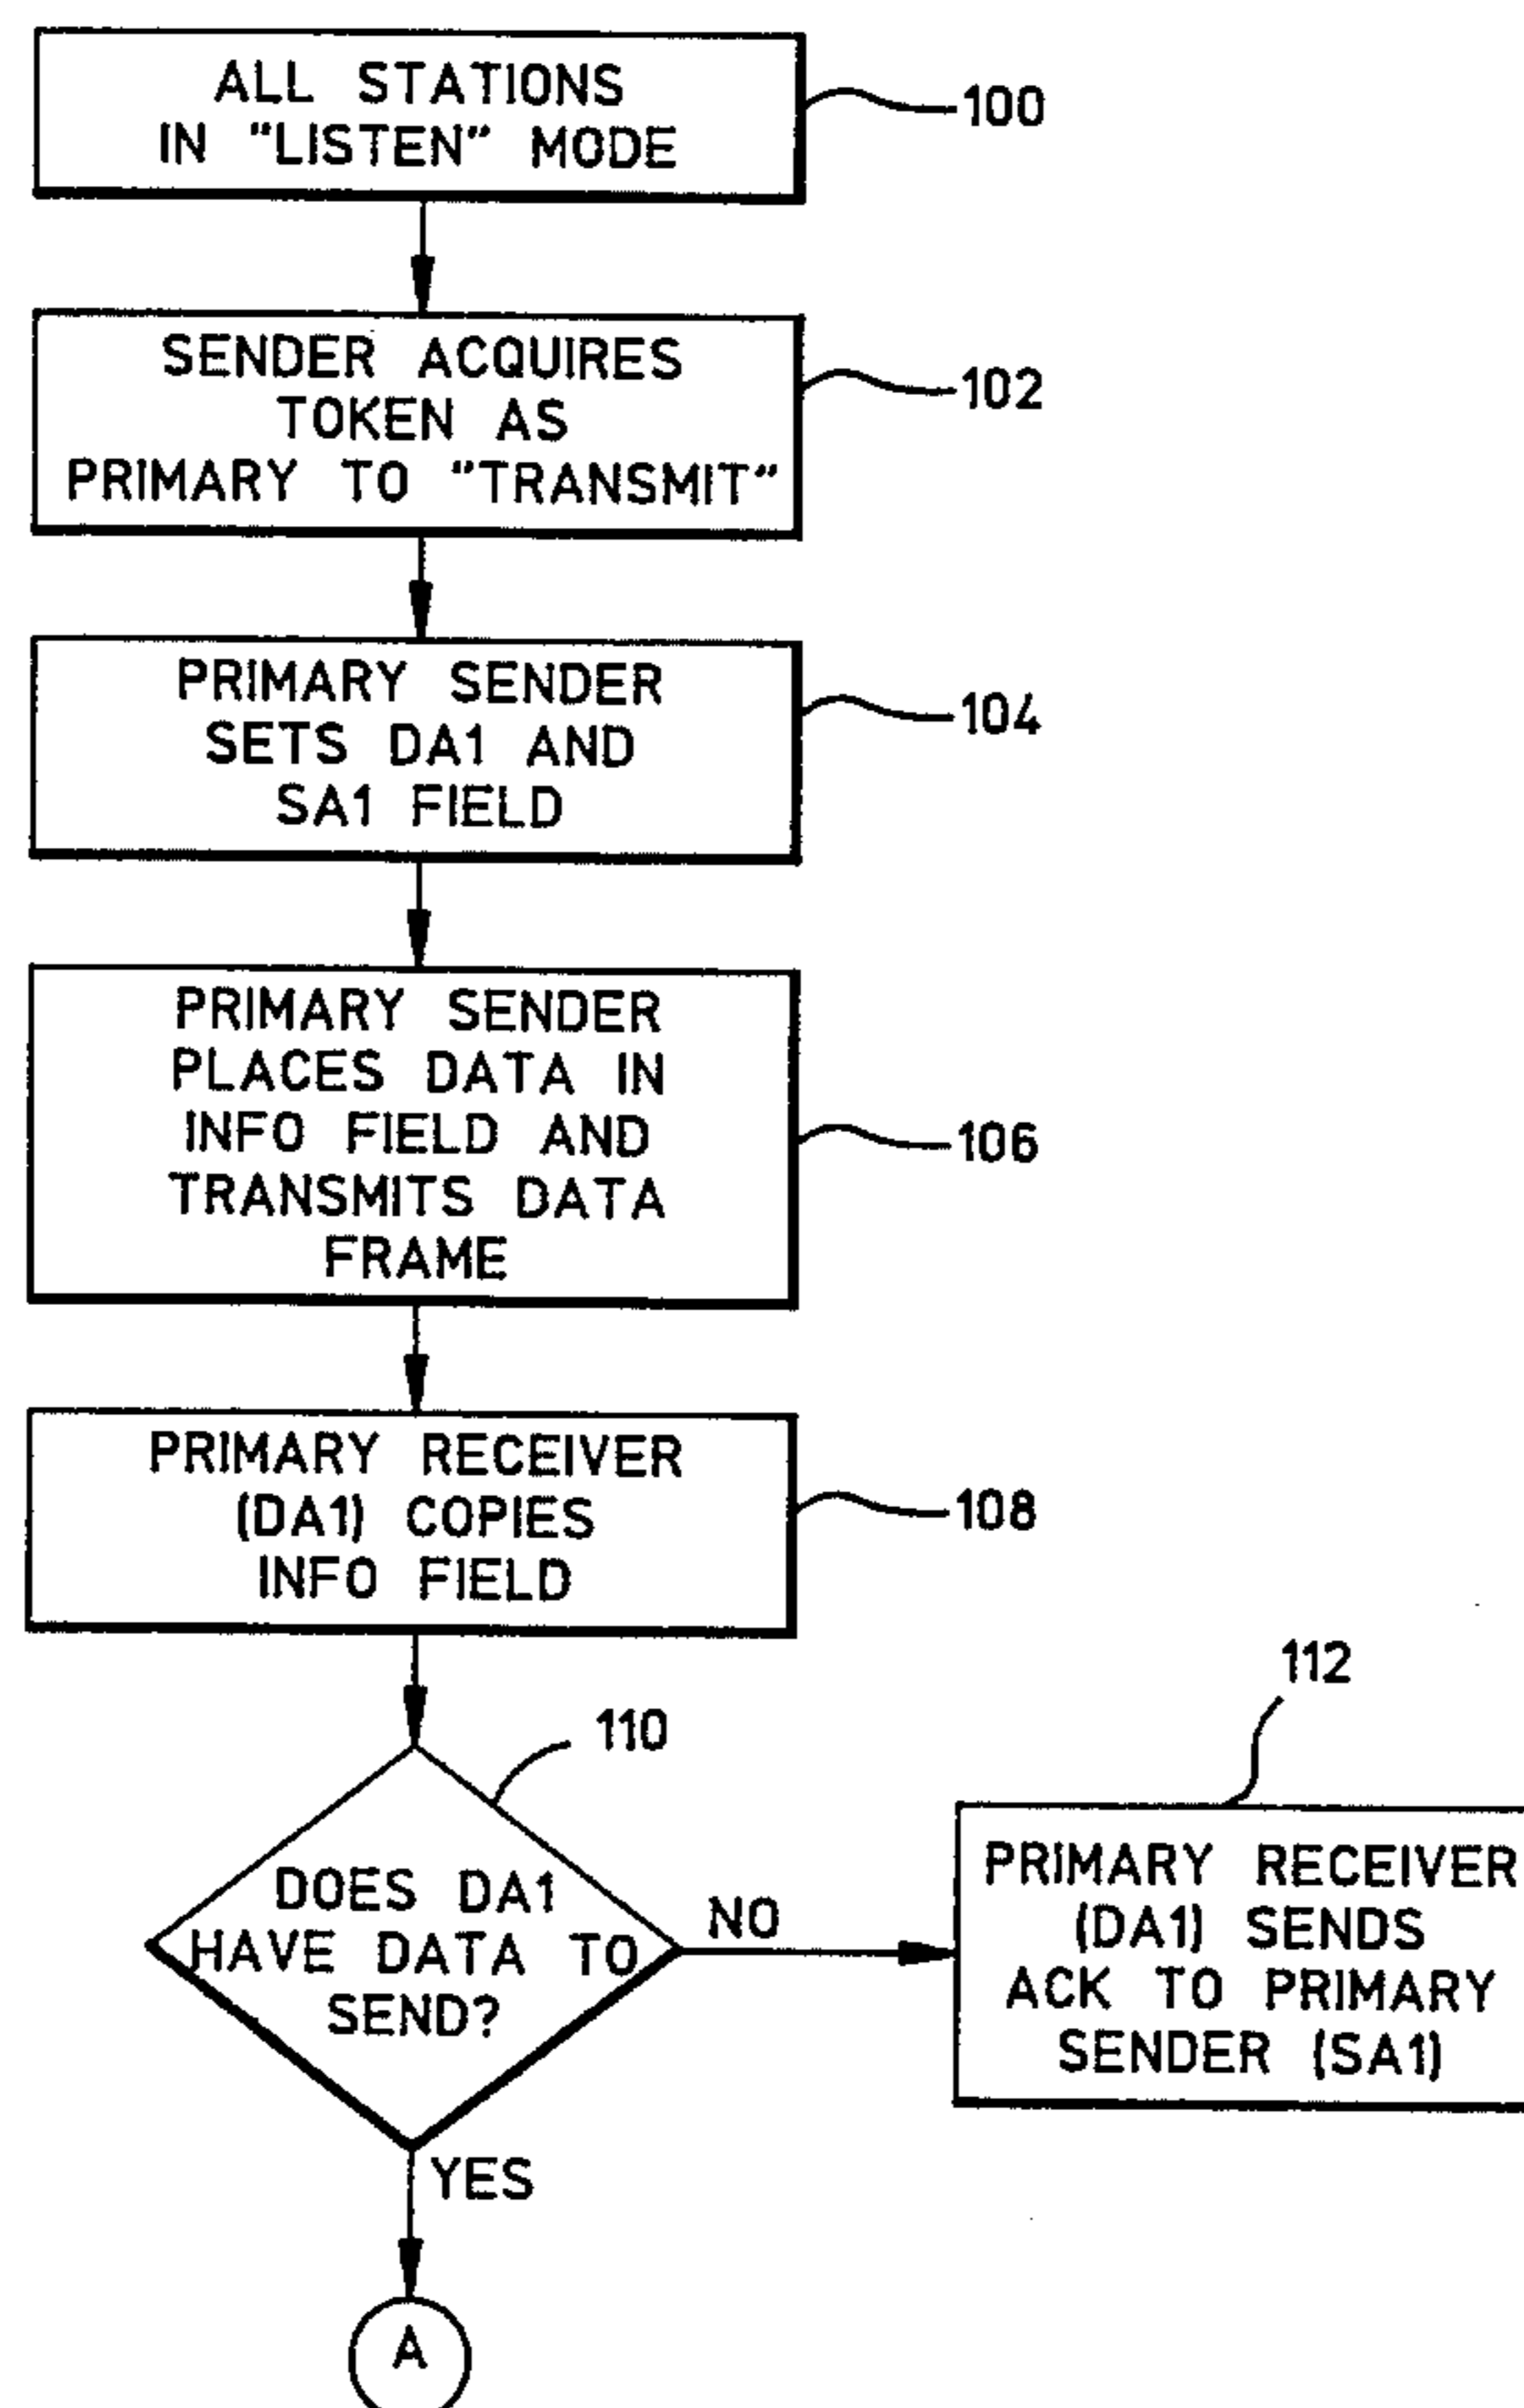 ALL STATIONS
IN "LISTEN" MODE
100
SENDER ACQUIRES
TOKEN AS
PRIMARY TO "TRANSMIT"
102
PRIMARY SENDER
SETS DA1 AND
SA1 FIELD
104
PRIMARY SENDER
PLACES DATA IN
INFO FIELD AND
TRANSMITS DATA
FRAME
106
PRIMARY RECEIVER
(DA1) COPIES
INFO FIELD
108
110
DOES DA1
HAVE DATA TO
SEND?
NO
112
PRIMARY RECEIVER
(DA1) SENDS
ACK TO PRIMARY
SENDER (SA1)
YES
A